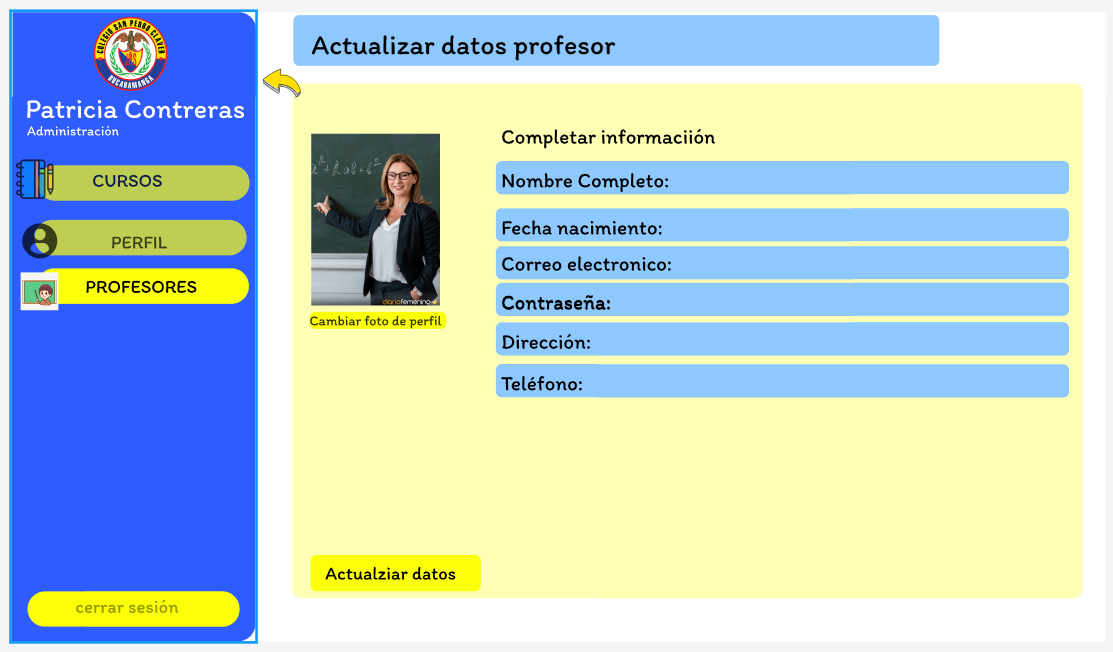 COLEGIO SAN PEDRO CLAVER
BUCARAMANGA
Patricia Contreras
Administración
CURSOS
PERFIL
PROFESORES
cerrar sesión
Actualizar datos profesor
Cambiar foto de perfil
Completar informaciión
Nombre Completo:
Fecha nacimiento:
Correo electronico:
Contraseña:
Dirección:
Teléfono:
Actualziar datos